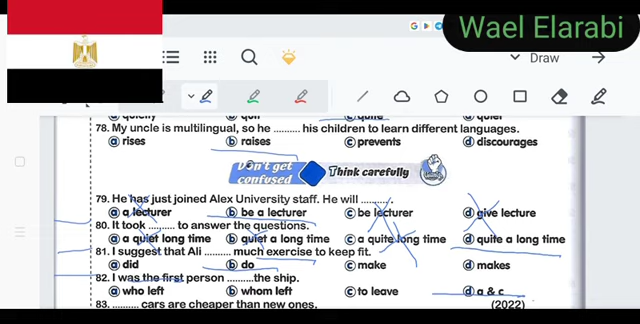 Wael Elarabi
Draw
ⓐ quietly ⓑ quit ⓒ quite ⓓ quiet
78. My uncle is multilingual, so he .......... his children to learn different languages.
ⓐ rises ⓑ raises ⓒ prevents ⓓ discourages
Don't get confused Think carefully
79. He has just joined Alex University staff. He will ..........
ⓐ a lecturer ⓑ be a lecturer ⓒ be lecturer ⓓ give lecture
80. It took .......... to answer the questions.
ⓐ a quiet long time ⓑ quiet a long time ⓒ a quite long time ⓓ quite a long time
81. I suggest that Ali .......... much exercise to keep fit.
ⓐ did ⓑ do ⓒ make ⓓ makes
82. I was the first person ..........the ship.
ⓐ who left ⓑ whom left ⓒ to leave ⓓ a & c
83. .......... cars are cheaper than new ones. (2022)